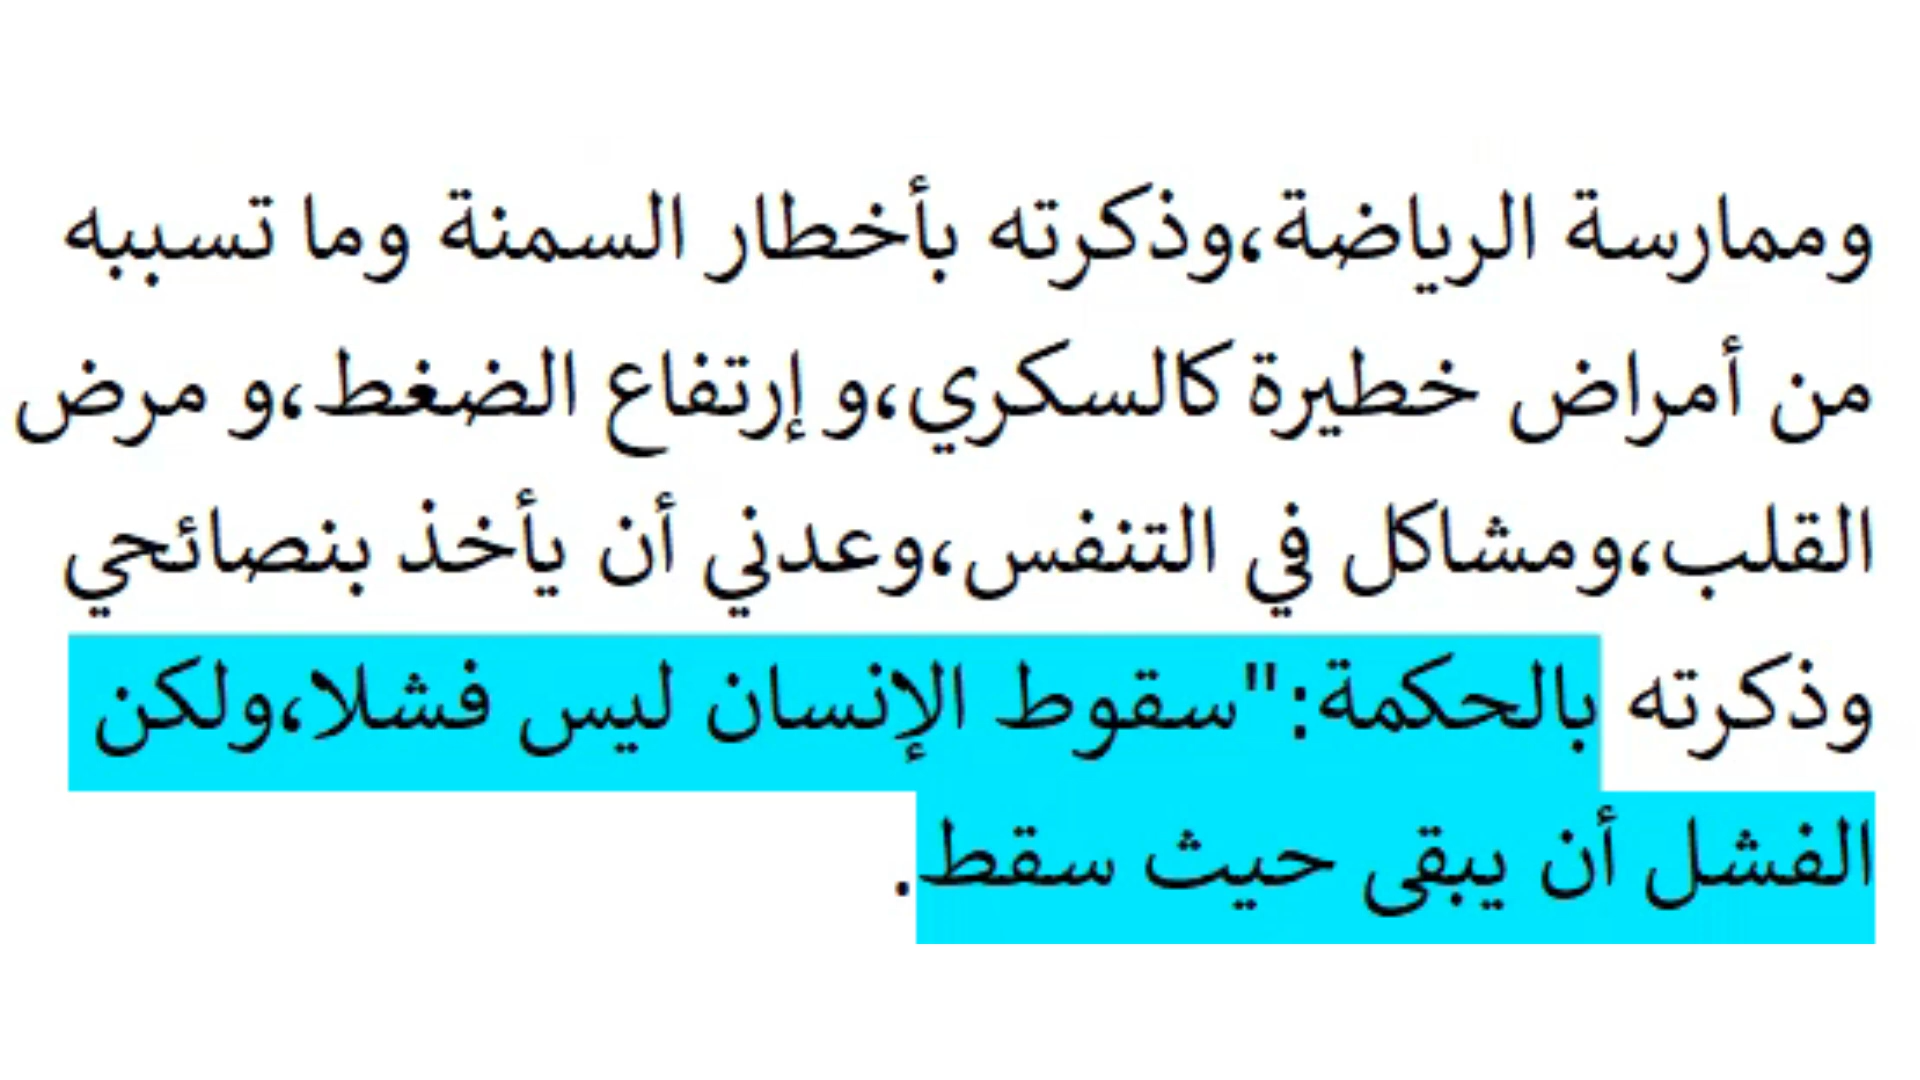 وممارسة الرياضة،وذكرته بأخطار السمنة وما تسببه
من أمراض خطيرة كالسكري،و إرتفاع الضغط،و مرض
القلب،ومشاكل في التنفس،وعدني أن يأخذ بنصائحي
وذكرته بالحكمة:"سقوط الإنسان ليس فشلا،ولكن
الفشل أن يبقى حيث سقط.